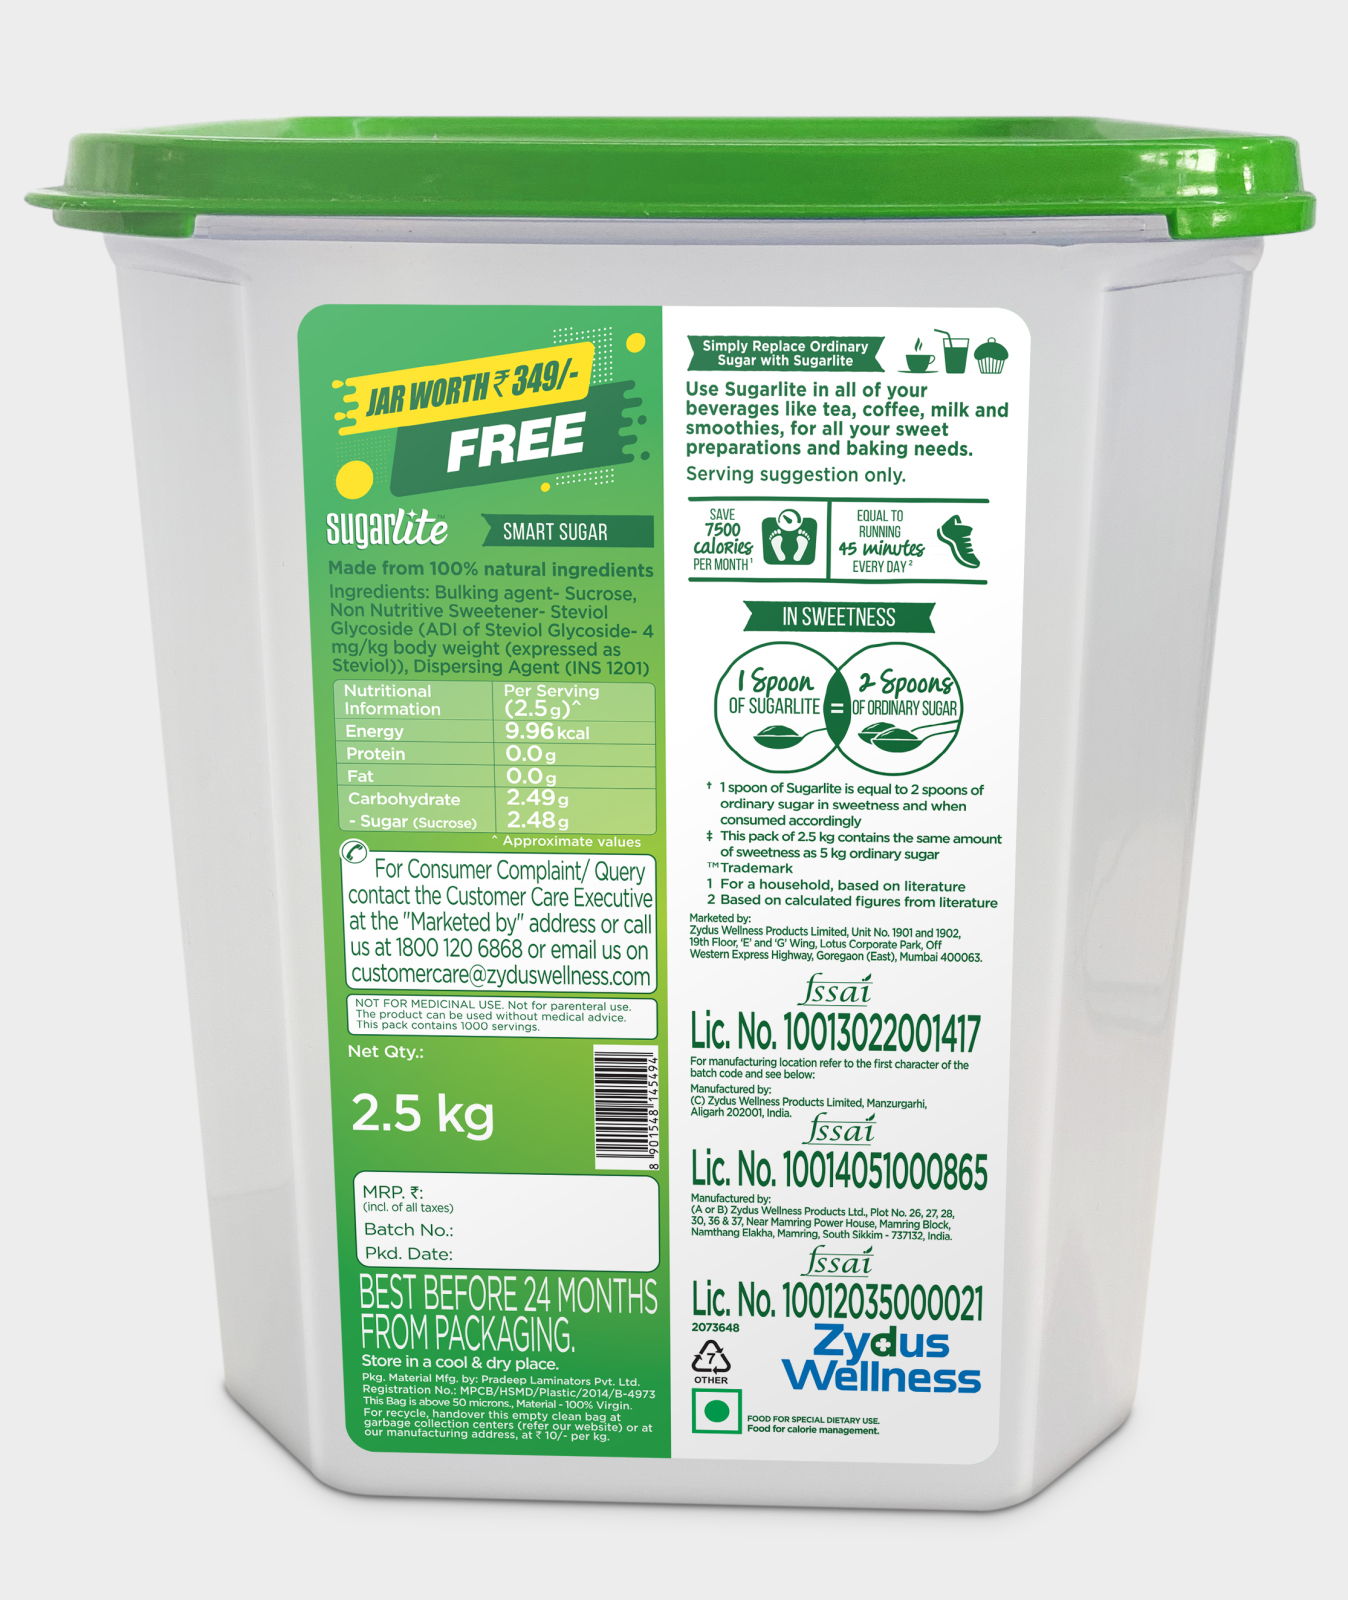 JAR WORTH ₹ 349/-
FREE
sugarlite™
SMART SUGAR
Made from 100% natural ingredients
Ingredients: Bulking agent- Sucrose,
Non Nutritive Sweetener- Steviol
Glycoside (ADI of Steviol Glycoside- 4
mg/kg body weight (expressed as
Steviol)), Dispersing Agent (INS 1201)
Nutritional Information Per Serving (2.5g)^
Energy 9.96 kcal
Protein 0.0 g
Fat 0.0 g
Carbohydrate 2.49 g
- Sugar (Sucrose) 2.48 g
^ Approximate values
For Consumer Complaint/ Query
contact the Customer Care Executive
at the "Marketed by" address or call
us at 1800 120 6868 or email us on
customercare@zyduswellness.com
NOT FOR MEDICINAL USE. Not for parenteral use.
The product can be used without medical advice.
This pack contains 1000 servings.
Net Qty.:
2.5 kg
8 901548 145494
MRP. ₹:
(incl. of all taxes)
Batch No.:
Pkd. Date:
BEST BEFORE 24 MONTHS
FROM PACKAGING.
Store in a cool & dry place.
Pkg. Material Mfg. by: Pradeep Laminators Pvt. Ltd.
Registration No.: MPCB/HSMD/Plastic/2014/B-4973
This Bag is above 50 microns., Material - 100% Virgin.
For recycle, handover this empty clean bag at
garbage collection centers (refer our website) or at
our manufacturing address, at ₹ 10/- per kg.
Simply Replace Ordinary
Sugar with Sugarlite
Use Sugarlite in all of your
beverages like tea, coffee, milk and
smoothies, for all your sweet
preparations and baking needs.
Serving suggestion only.
SAVE
7500
calories
PER MONTH¹
EQUAL TO
RUNNING
45 minutes
EVERY DAY²
IN SWEETNESS
1 Spoon
OF SUGARLITE
=
2 Spoons
OF ORDINARY SUGAR
† 1 spoon of Sugarlite is equal to 2 spoons of
ordinary sugar in sweetness and when
consumed accordingly
‡ This pack of 2.5 kg contains the same amount
of sweetness as 5 kg ordinary sugar
™ Trademark
1 For a household, based on literature
2 Based on calculated figures from literature
Marketed by:
Zydus Wellness Products Limited, Unit No. 1901 and 1902,
19th Floor, 'E' and 'G' Wing, Lotus Corporate Park, Off
Western Express Highway, Goregaon (East), Mumbai 400063.
fssai
Lic. No. 10013022001417
For manufacturing location refer to the first character of the
batch code and see below:
Manufactured by:
(C) Zydus Wellness Products Limited, Manzurgarhi,
Aligarh 202001, India.
fssai
Lic. No. 10014051000865
Manufactured by:
(A or B) Zydus Wellness Products Ltd., Plot No. 26, 27, 28,
30, 36 & 37, Near Mamring Power House, Mamring Block,
Namthang Elakha, Mamring, South Sikkim - 737132, India.
fssai
Lic. No. 10012035000021
2073648
7
OTHER
Zydus
Wellness
FOOD FOR SPECIAL DIETARY USE.
Food for calorie management.